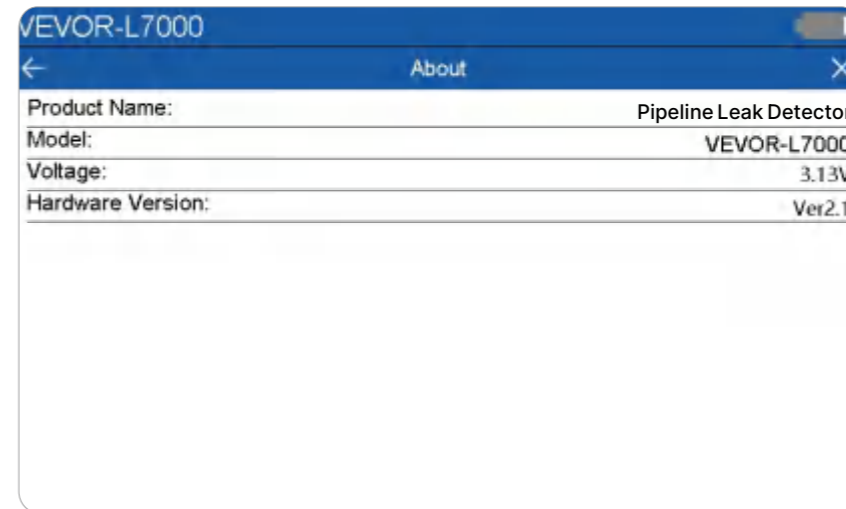 VEVOR-L7000
About
Product Name: Pipeline Leak Detector
Model: VEVOR-L7000
Voltage: 3.13V
Hardware Version: Ver2.1